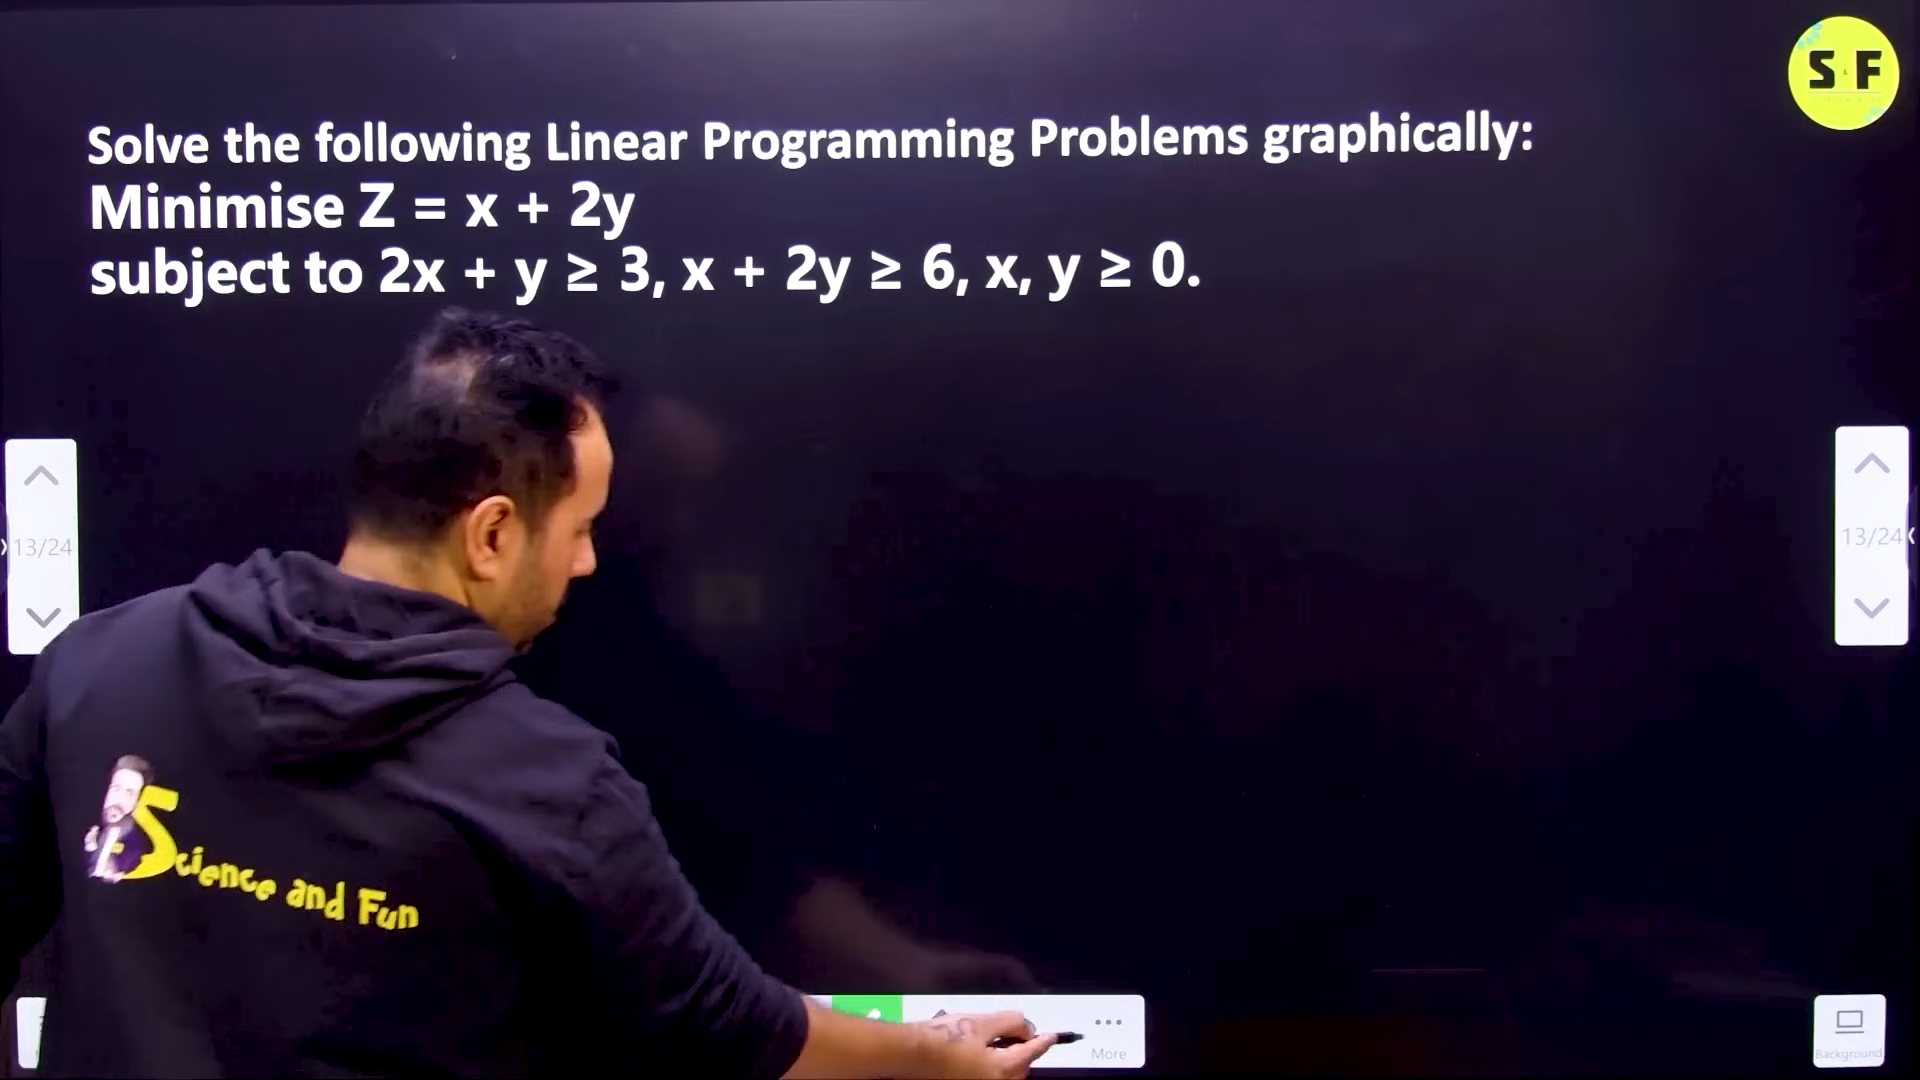 S & F
Solve the following Linear Programming Problems graphically:
Minimise Z = x + 2y
subject to 2x + y ≥ 3, x + 2y ≥ 6, x, y ≥ 0.
13/24
13/24
Science and Fun
More
Background